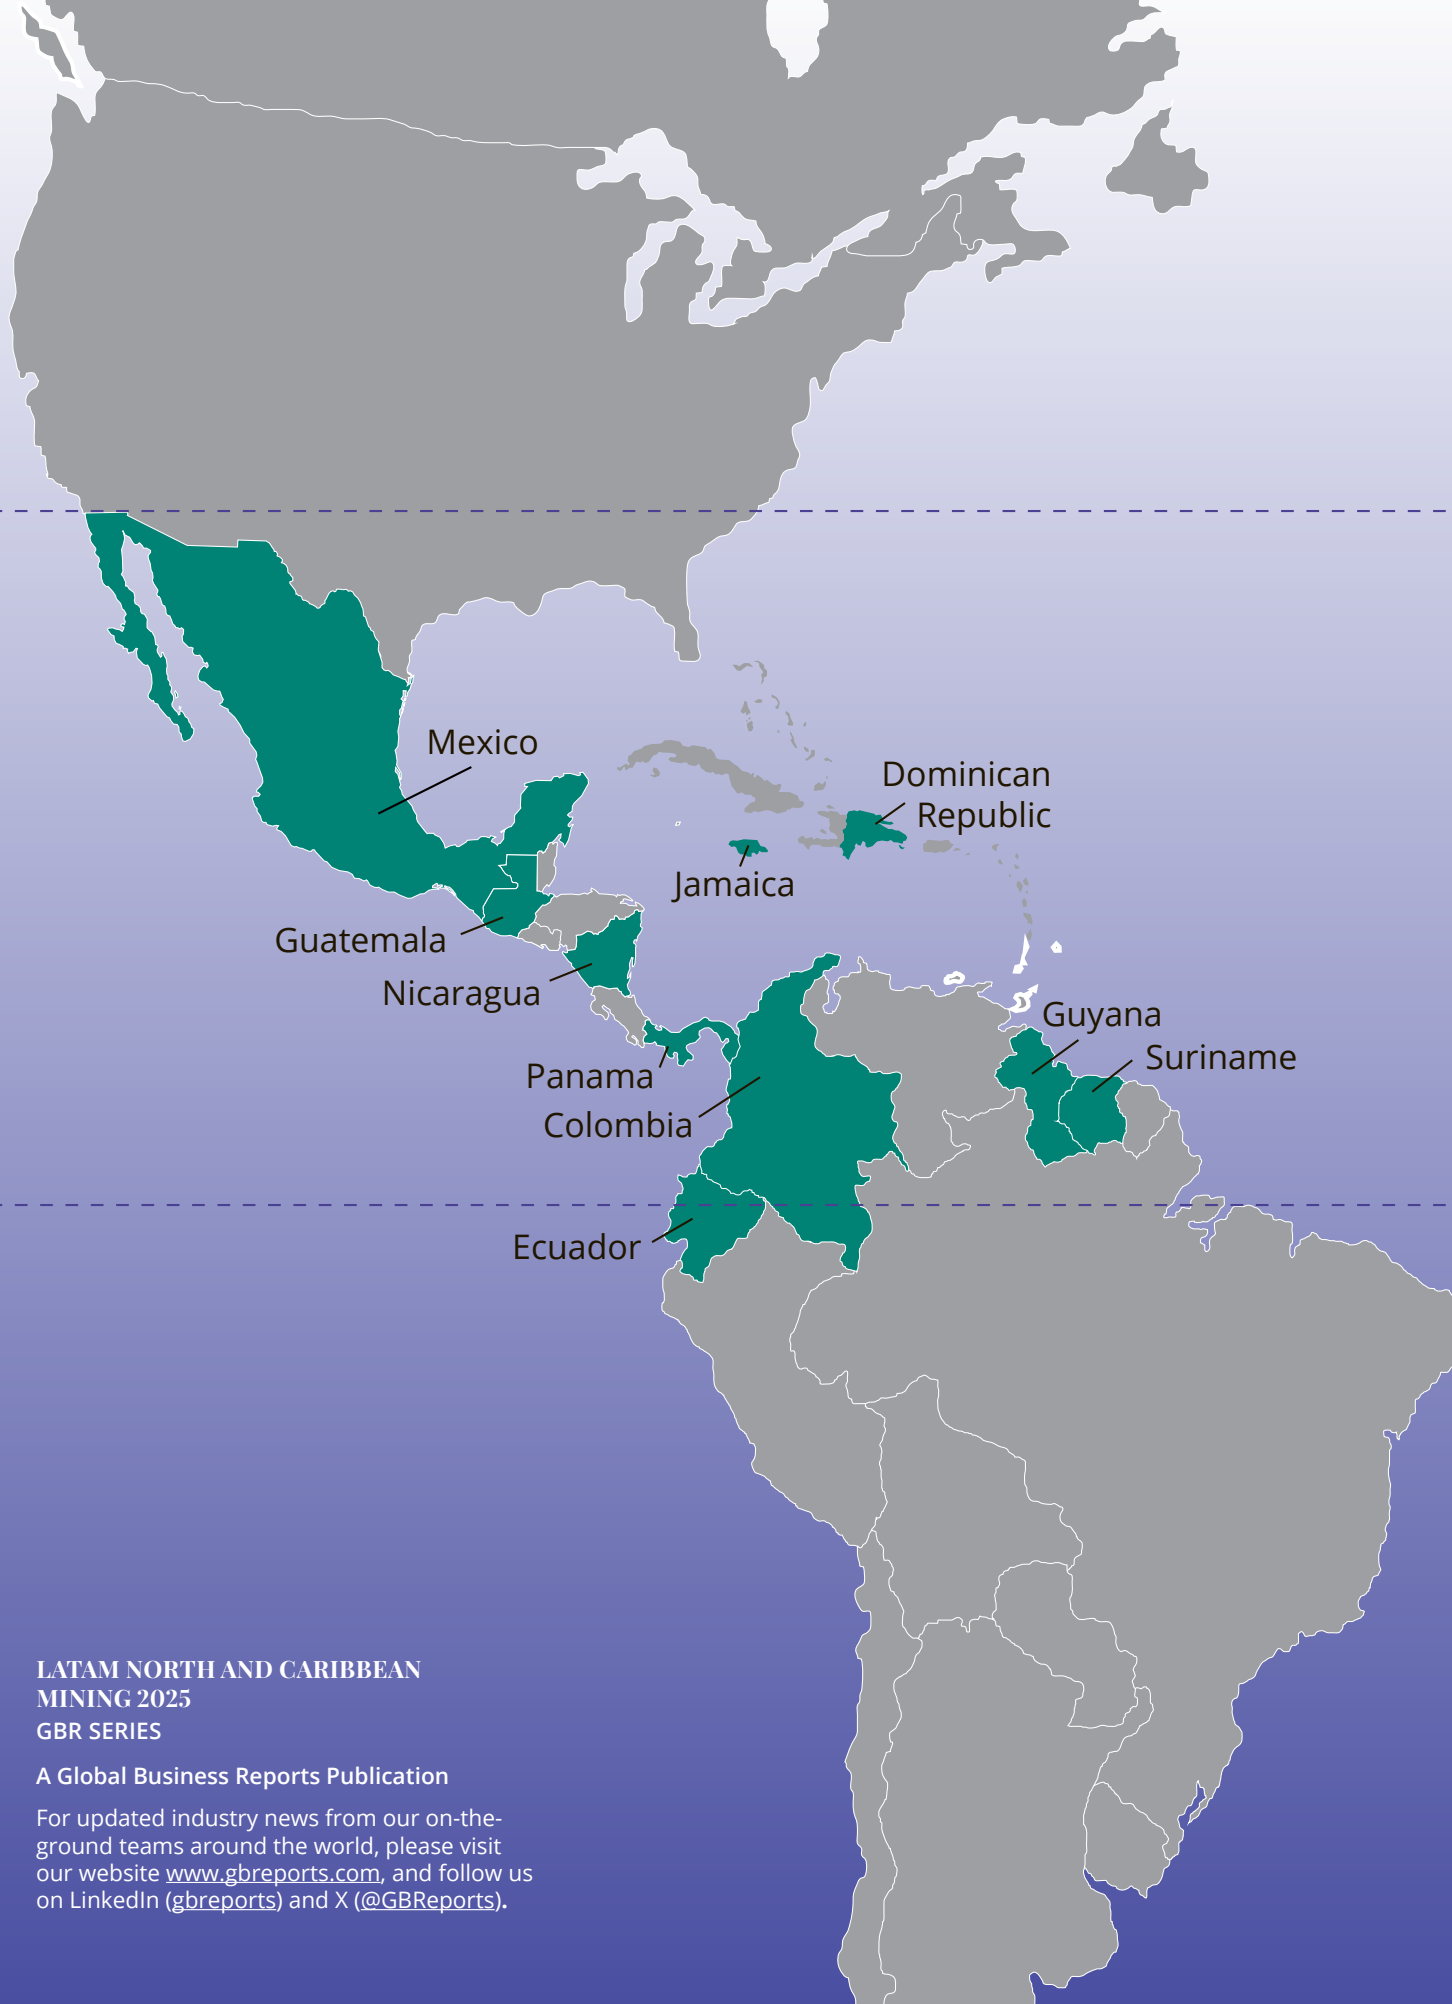 Mexico
Dominican
Republic
Jamaica
Guatemala
Nicaragua
Guyana
Suriname
Panama
Colombia
Ecuador
LATAM NORTH AND CARIBBEAN
MINING 2025
GBR SERIES
A Global Business Reports Publication
For updated industry news from our on-the-
ground teams around the world, please visit
our website www.gbreports.com, and follow us
on LinkedIn (gbreports) and X (@GBReports).